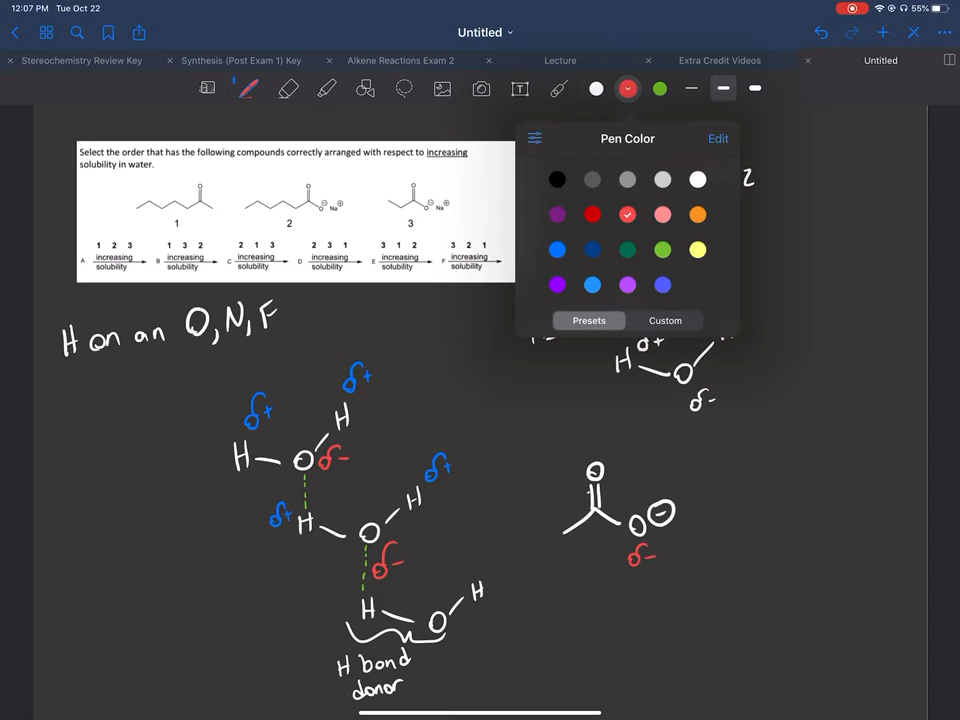 12:07 PM Tue Oct 22
55%
Untitled
Stereochemistry Review Key
Synthesis (Post Exam 1) Key
Alkene Reactions Exam 2
Lecture
Extra Credit Videos
Untitled
T
Pen Color
Edit
Presets
Custom
Select the order that has the following compounds correctly arranged with respect to increasing
solubility in water.
O
O
O
O ⊖ Na ⊕
O ⊖ Na ⊕
1
2
3
1 2 3
1 3 2
2 1 3
2 3 1
3 1 2
3 2 1
A increasing solubility
B increasing solubility
C increasing solubility
D increasing solubility
E increasing solubility
F increasing solubility
2
H on an O, N, F
δ+
H
O
δ-
δ+
δ+
H
H
O
δ-
δ+
H
δ+
H
O
δ-
H
O
H
H bond
donor
O
O ⊖
δ-